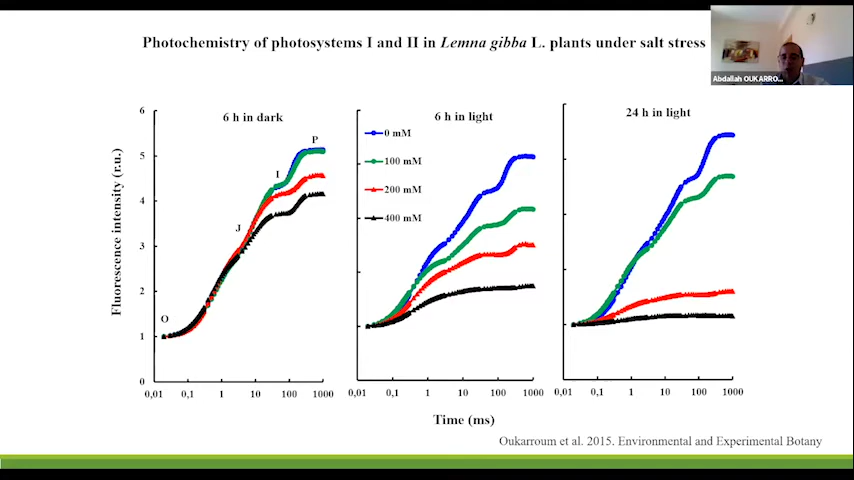 Photochemistry of photosystems I and II in Lemna gibba L. plants under salt stress
Abdallah OUKARRO...
6 h in dark
6 h in light
24 h in light
Fluorescence intensity (r.u.)
6
5
4
3
2
1
0
O
J
I
P
0 mM
100 mM
200 mM
400 mM
0,01 0,1 1 10 100 1000
0,01 0,1 1 10 100 1000
0,01 0,1 1 10 100 1000
Time (ms)
Oukarroum et al. 2015. Environmental and Experimental Botany